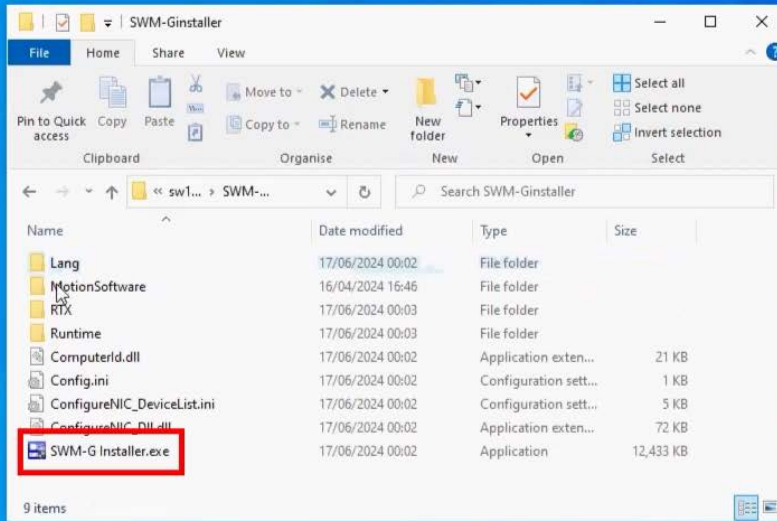 SWM-Ginstaller
File Home Share View
Pin to Quick access
Copy
Paste
Move to
Copy to
Delete
Rename
New folder
Properties
Select all
Select none
Invert selection
Clipboard Organise New Open Select
« sw1... › SWM-... Search SWM-Ginstaller
Name Date modified Type Size
Lang 17/06/2024 00:02 File folder
MotionSoftware 16/04/2024 16:46 File folder
RTX 17/06/2024 00:03 File folder
Runtime 17/06/2024 00:03 File folder
ComputerId.dll 17/06/2024 00:02 Application exten... 21 KB
Config.ini 17/06/2024 00:02 Configuration sett... 1 KB
ConfigureNIC_DeviceList.ini 17/06/2024 00:02 Configuration sett... 5 KB
ConfigureNIC_Dll.dll 17/06/2024 00:02 Application exten... 72 KB
SWM-G Installer.exe 17/06/2024 00:02 Application 12,433 KB
9 items